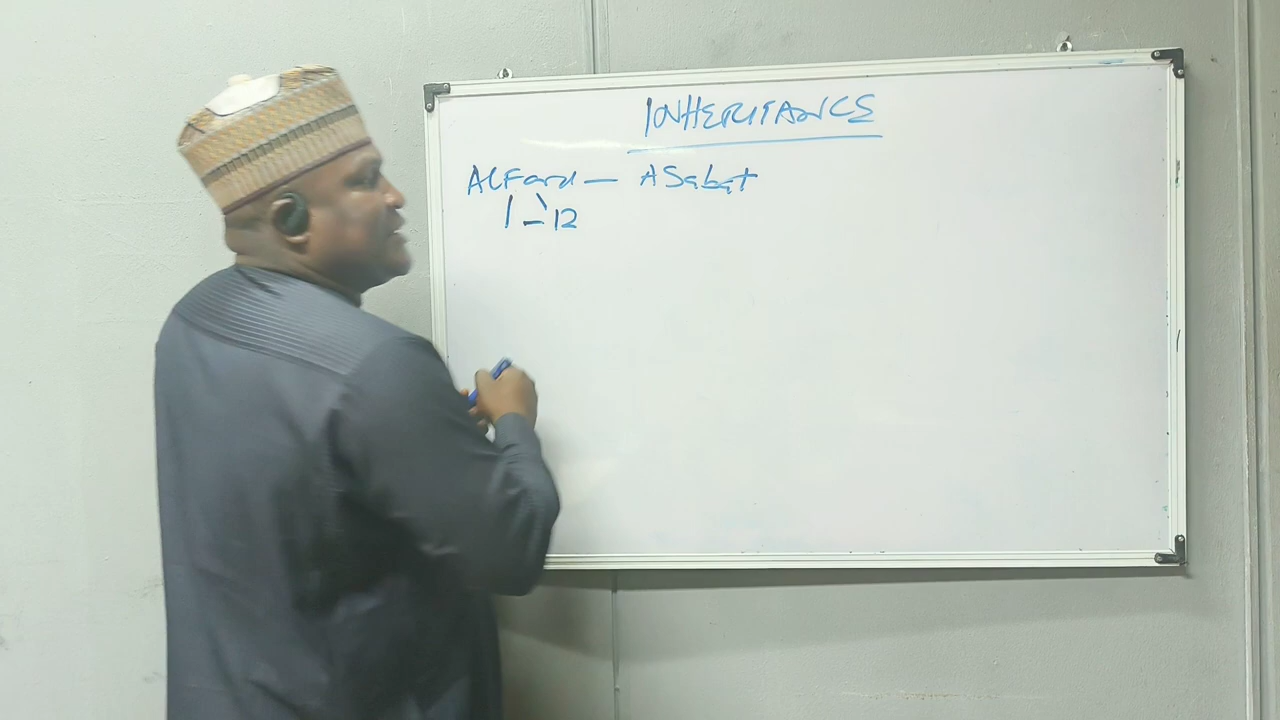 INHERITANCE
AlFard — ASabat
1 – 12